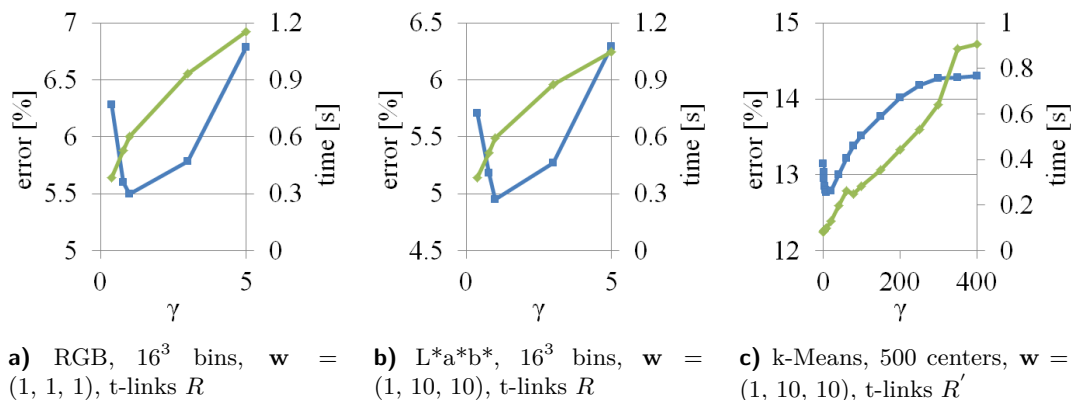 7
6.5
6
5.5
5
error [%]
1.2
0.9
0.6
0.3
0
time [s]
0 5
γ
7
6.5
6
5.5
5
4.5
error [%]
1.2
0.9
0.6
0.3
0
time [s]
0 5
γ
15
14
13
12
error [%]
1
0.8
0.6
0.4
0.2
0
time [s]
0 200 400
γ
a) RGB, 16³ bins, w =
(1, 1, 1), t-links R
b) L*a*b*, 16³ bins, w =
(1, 10, 10), t-links R
c) k-Means, 500 centers, w =
(1, 10, 10), t-links R′